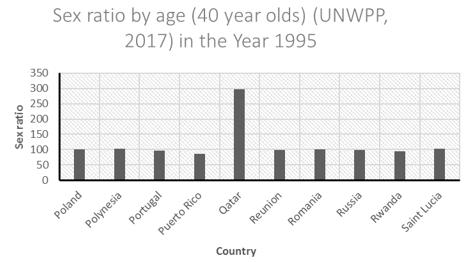 Sex ratio by age (40 year olds) (UNWPP,
2017) in the Year 1995
350
300
250
200
150
100
50
0
Sex ratio
Poland
Polynesia
Portugal
Puerto Rico
Qatar
Reunion
Romania
Russia
Rwanda
Saint Lucia
Country